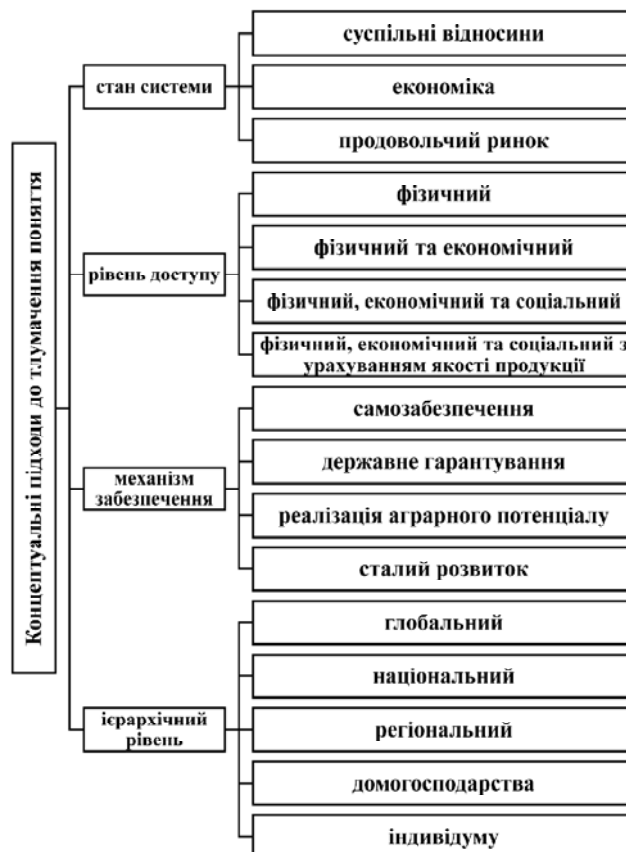 Концептуальні підходи до тлумачення поняття
стан системи
суспільні відносини
економіка
продовольчий ринок
рівень доступу
фізичний
фізичний та економічний
фізичний, економічний та соціальний
фізичний, економічний та соціальний з
урахуванням якості продукції
механізм
забезпечення
самозабезпечення
державне гарантування
реалізація аграрного потенціалу
сталий розвиток
ієрархічний
рівень
глобальний
національний
регіональний
домогосподарства
індивідуму